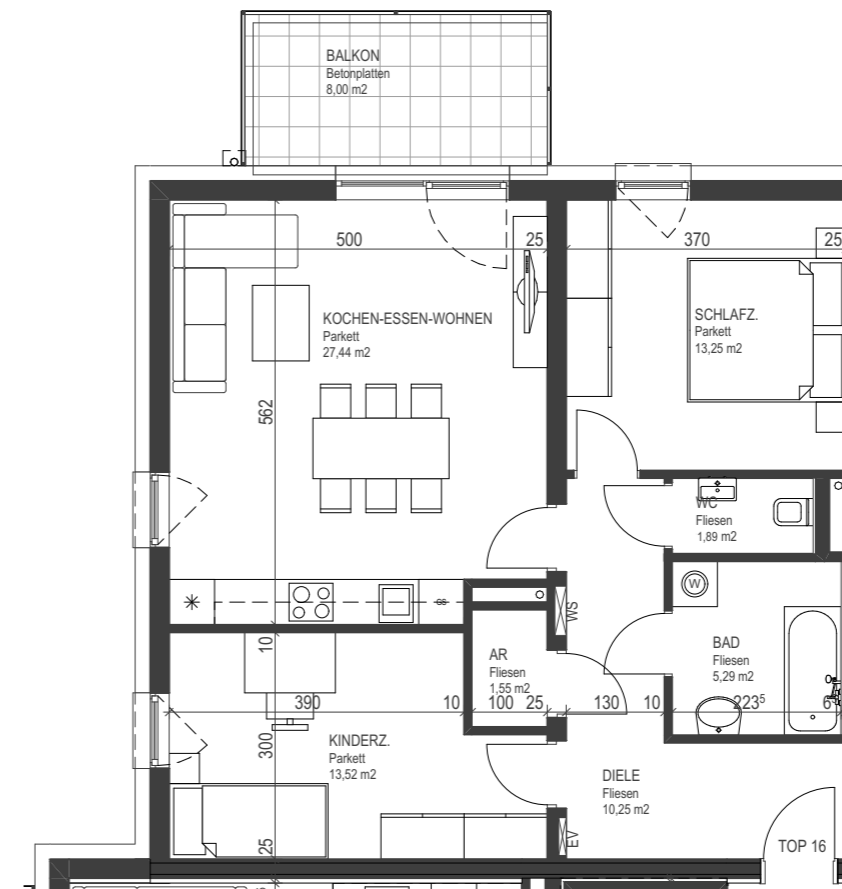 BALKON
Betonplatten
8,00 m2
500
25
370
25
KOCHEN-ESSEN-WOHNEN
Parkett
27,44 m2
SCHLAFZ.
Parkett
13,25 m2
562
WC
Fliesen
1,89 m2
GS
WS
W
10
AR
Fliesen
1,55 m2
BAD
Fliesen
5,29 m2
390
10
100
25
130
10
223⁵
6
300
KINDERZ.
Parkett
13,52 m2
DIELE
Fliesen
10,25 m2
25
EV
TOP 16